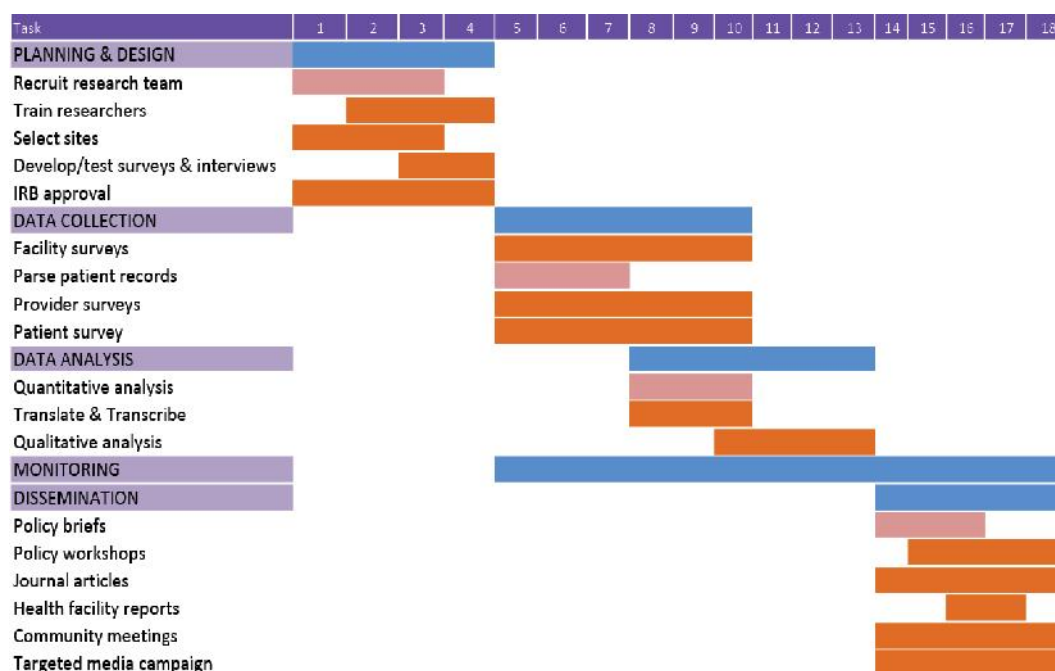 Task 1 2 3 4 5 6 7 8 9 10 11 12 13 14 15 16 17 18
PLANNING & DESIGN
Recruit research team
Train researchers
Select sites
Develop/test surveys & interviews
IRB approval
DATA COLLECTION
Facility surveys
Parse patient records
Provider surveys
Patient survey
DATA ANALYSIS
Quantitative analysis
Translate & Transcribe
Qualitative analysis
MONITORING
DISSEMINATION
Policy briefs
Policy workshops
Journal articles
Health facility reports
Community meetings
Targeted media campaign